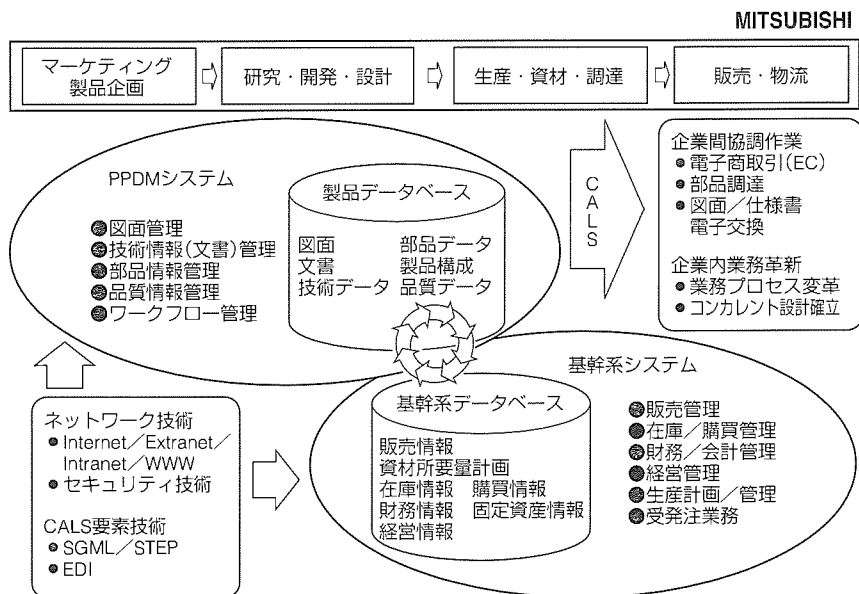 MITSUBISHI
マーケティング
製品企画
研究・開発・設計
生産・資材・調達
販売・物流
PPDMシステム
●図面管理
●技術情報(文書)管理
●部品情報管理
●品質情報管理
●ワークフロー管理
製品データベース
図面 部品データ
文書 製品構成
技術データ 品質データ
CALS
企業間協調作業
●電子商取引(EC)
●部品調達
●図面/仕様書
電子交換
企業内業務革新
●業務プロセス変革
●コンカレント設計確立
ネットワーク技術
●Internet/Extranet/
Intranet/WWW
●セキュリティ技術
CALS要素技術
●SGML/STEP
●EDI
基幹系システム
基幹系データベース
販売情報
資材所要量計画
在庫情報 購買情報
財務情報 固定資産情報
経営情報
●販売管理
●在庫/購買管理
●財務/会計管理
●経営管理
●生産計画/管理
●受発注業務